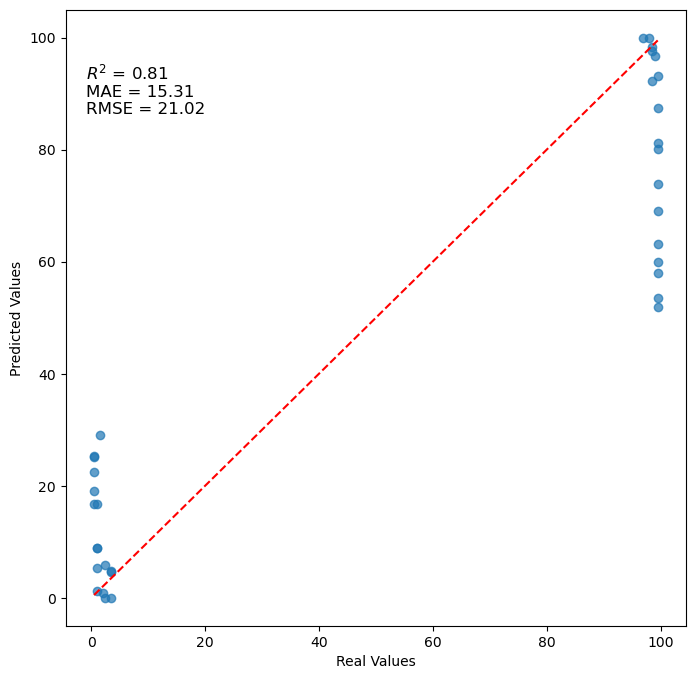 100
80
60
40
20
0
R² = 0.81
MAE = 15.31
RMSE = 21.02
Predicted Values
0 20 40 60 80 100
Real Values